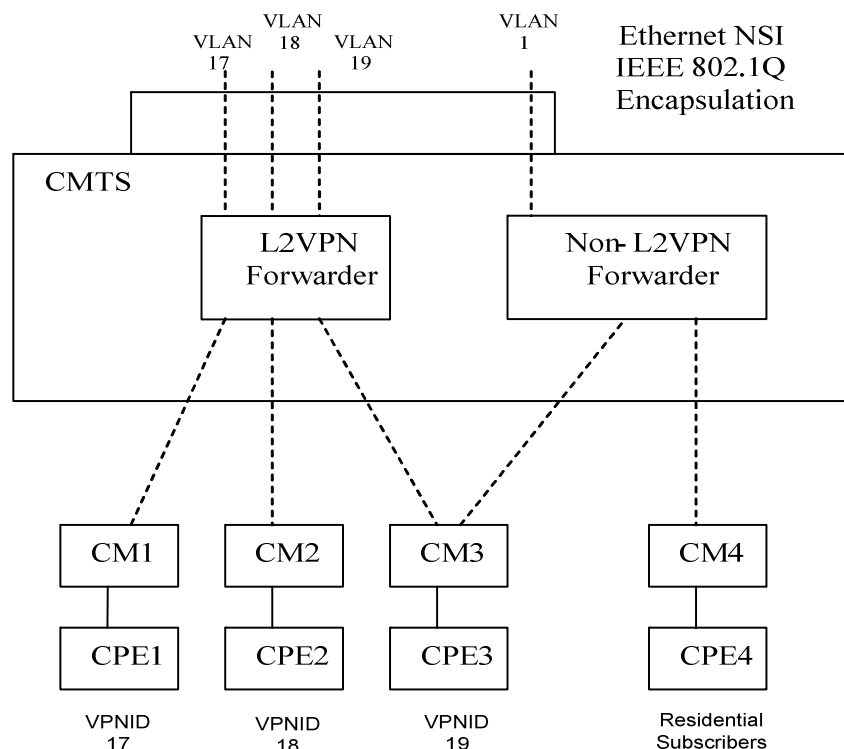 VLAN
17
VLAN
18
VLAN
19
VLAN
1
Ethernet NSI
IEEE 802.1Q
Encapsulation
CMTS
L2VPN
Forwarder
Non-L2VPN
Forwarder
CM1
CM2
CM3
CM4
CPE1
CPE2
CPE3
CPE4
VPNID
17
VPNID
18
VPNID
19
Residential
Subscribers